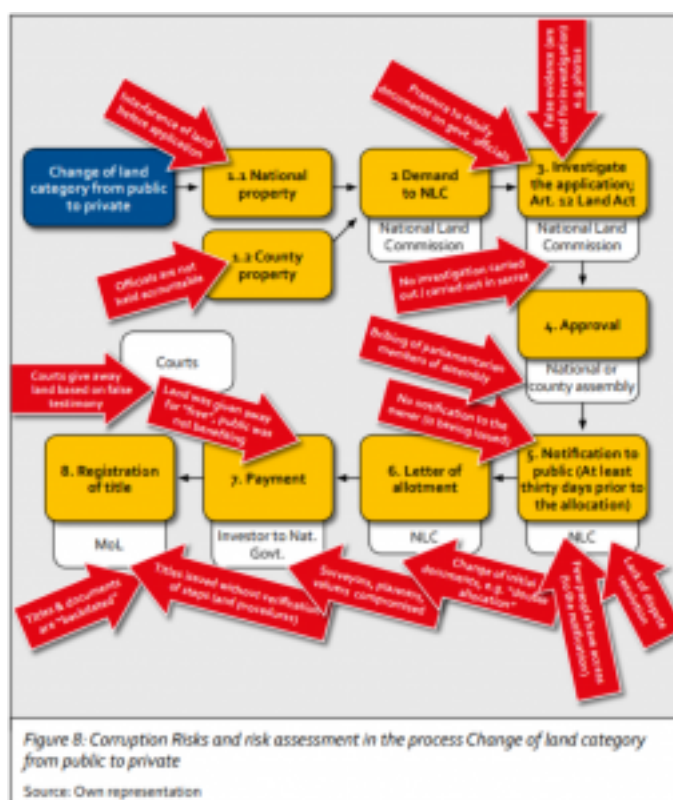 False evidence (are
used for investigation)
e.g. photos
Interference of land
before application
Pressure to falsify
documents on govt. officials
Change of land
category from public
to private
1.1 National
property
2 Demand
to NLC
National Land
Commission
3. Investigate
the application;
Art. 12 Land Act
National Land
Commission
1.2 County
property
Officials are not
held accountable
No investigation carried
out / carried out in secret
4. Approval
National or
county assembly
Bribing of parliamentarian
members of assembly
Courts
Courts give away
land based on false
testimony
Land was given away
for "free", public was
not benefiting
No notification to the
owner (is being issued)
8. Registration
of title
MoL
7. Payment
Investor to Nat.
Govt.
6. Letter of
allotment
NLC
5. Notification to
public (At least
thirty days prior to
the allocation)
NLC
Titles & documents
are "backdated"
Titles issued without verification
of steps (and procedures)
Surveyors, planners,
valuers compromised
Change of initial
documents, e.g. "double
allocation"
Few people have access
(to the notification)
Lack of dispute
resolution
Figure 8: Corruption Risks and risk assessment in the process Change of land category
from public to private
Source: Own representation